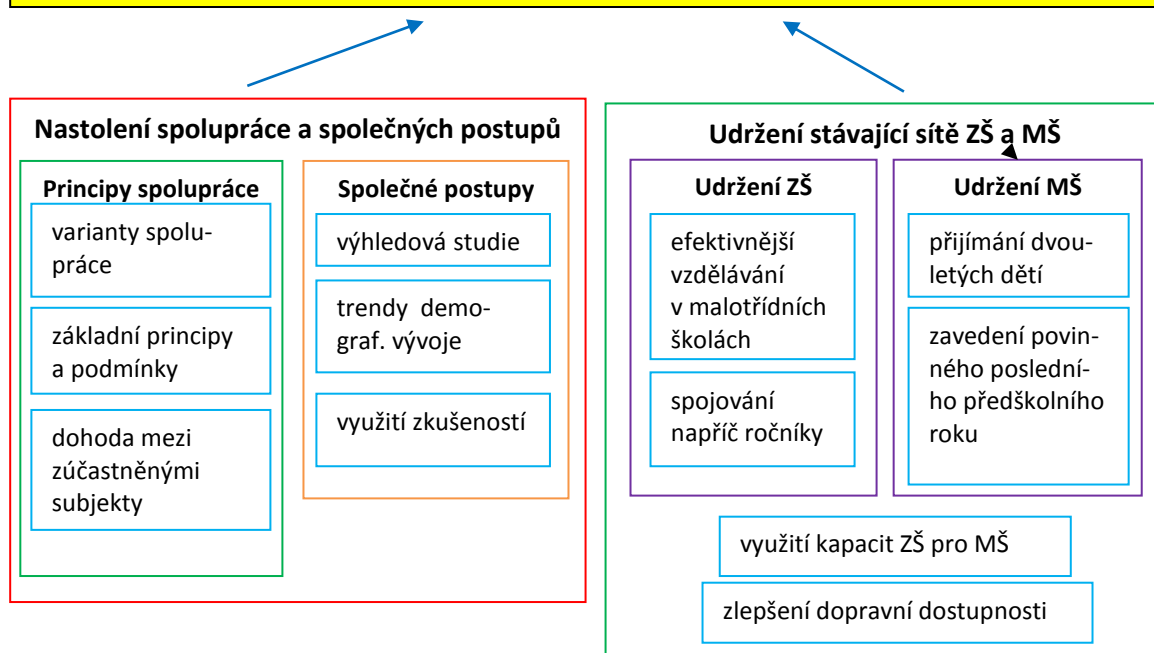 Nastolení spolupráce a společných postupů
Principy spolupráce
varianty spolu-
práce
základní principy
a podmínky
dohoda mezi
zúčastněnými
subjekty
Společné postupy
výhledová studie
trendy demo-
graf. vývoje
využití zkušeností
Udržení stávající sítě ZŠ a MŠ
Udržení ZŠ
efektivnější
vzdělávání
v malotřídních
školách
spojování
napříč ročníky
Udržení MŠ
přijímání dvou-
letých dětí
zavedení povin-
ného poslední-
ho předškolního
roku
využití kapacit ZŠ pro MŠ
zlepšení dopravní dostupnosti